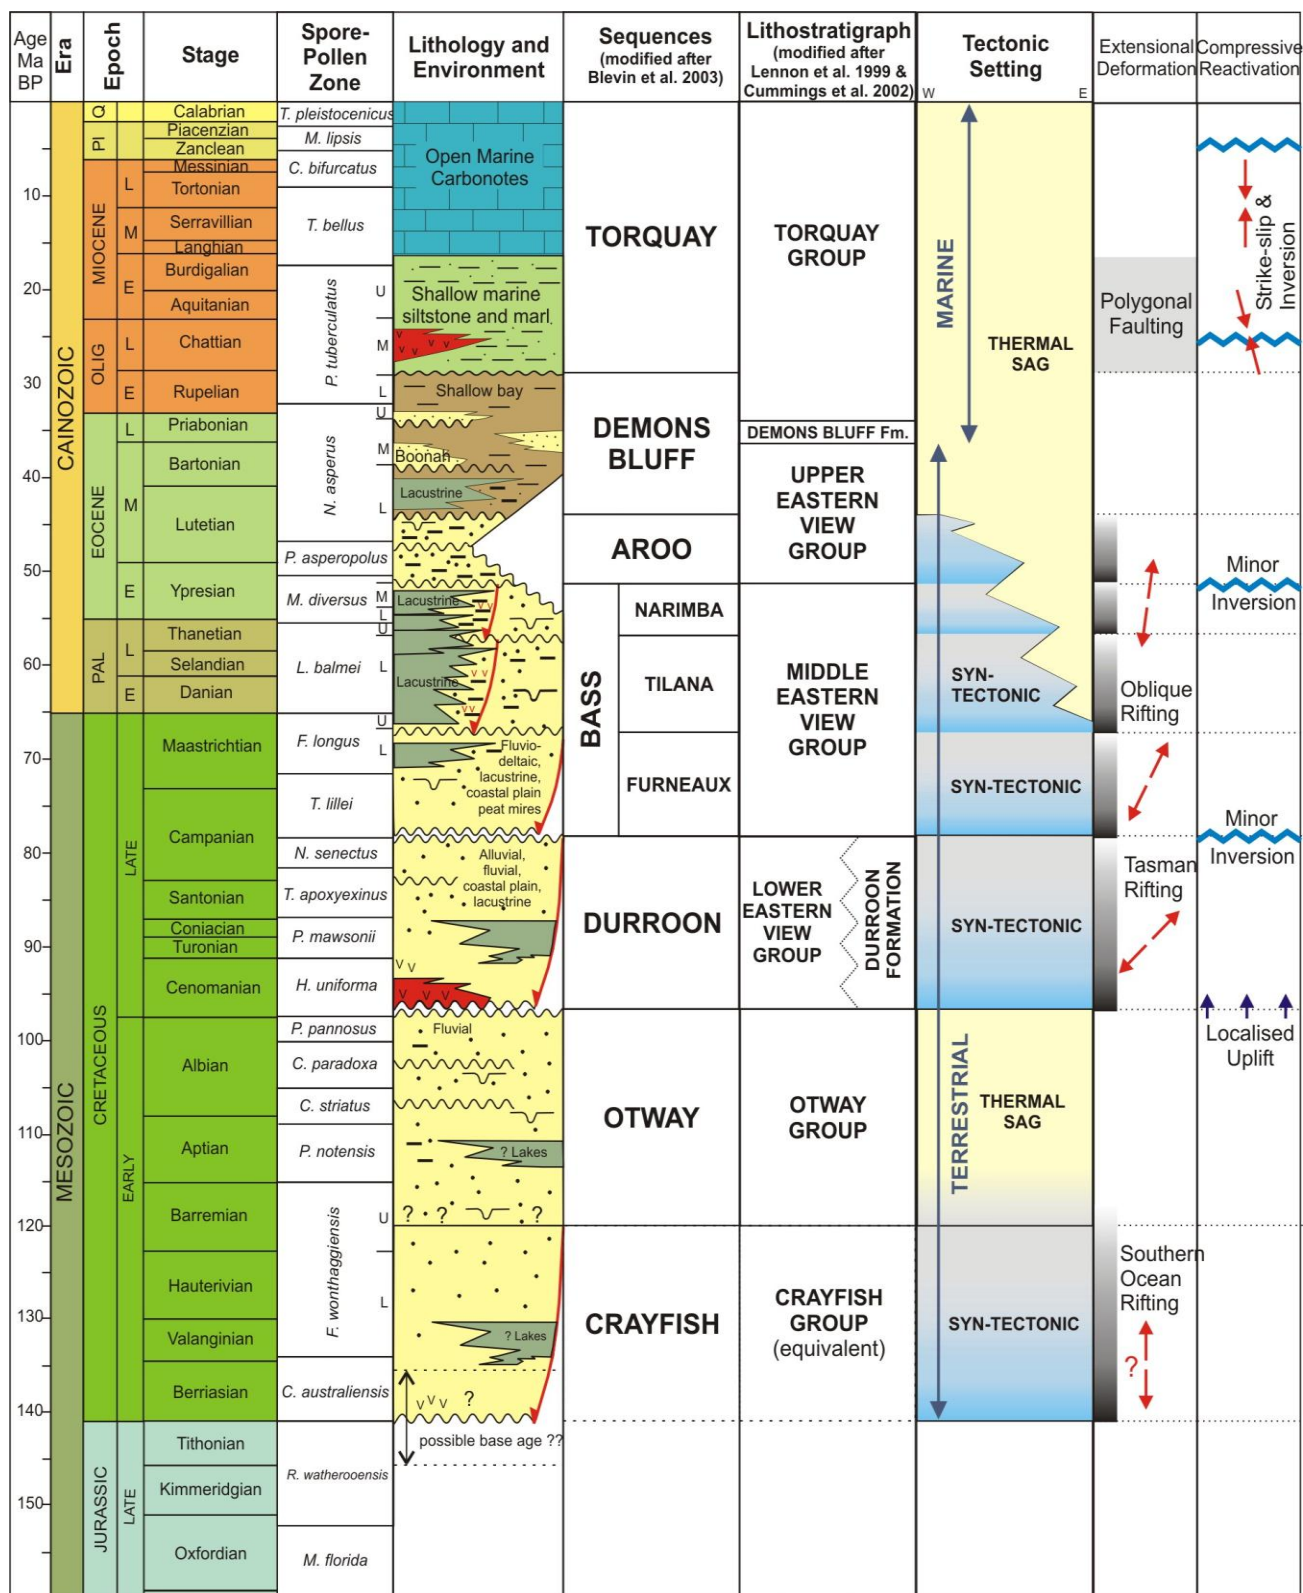 Age
Ma
BP
Era
Epoch
Stage
Spore-
Pollen
Zone
Lithology and
Environment
Sequences
(modified after
Blevin et al. 2003)
Lithostratigraph
(modified after
Lennon et al. 1999 &
Cummings et al. 2002)
Tectonic
Setting
W
E
Extensional
Deformation
Compressive
Reactivation
10
20
30
40
50
60
70
80
90
100
110
120
130
140
150
CAINOZOIC
MESOZOIC
Q
Pl
MIOCENE
OLIG
EOCENE
PAL
CRETACEOUS
JURASSIC
L
M
E
L
E
L
M
E
L
E
LATE
EARLY
LATE
Calabrian
Piacenzian
Zanclean
Messinian
Tortonian
Serravillian
Langhian
Burdigalian
Aquitanian
Chattian
Rupelian
Priabonian
Bartonian
Lutetian
Ypresian
Thanetian
Selandian
Danian
Maastrichtian
Campanian
Santonian
Coniacian
Turonian
Cenomanian
Albian
Aptian
Barremian
Hauterivian
Valanginian
Berriasian
Tithonian
Kimmeridgian
Oxfordian
T. pleistocenicus
M. lipsis
C. bifurcatus
T. bellus
P. tuberculatus
U
M
L
N. asperus
U
M
L
P. asperopolus
M. diversus
M
L
U
L. balmei
L
U
F. longus
L
T. lillei
N. senectus
T. apoxyexinus
P. mawsonii
H. uniforma
P. pannosus
C. paradoxa
C. striatus
P. notensis
F. wonthaggiensis
U
L
C. australiensis
R. watherooensis
M. florida
Open Marine
Carbonotes
Shallow marine
siltstone and marl
v v v v v
Shallow bay
Boonah
Lacustrine
Lacustrine
v v
v v
Lacustrine
v v
Fluvio-
deltaic,
lacustrine,
coastal plain
peat mires
Alluvial,
fluvial,
coastal plain,
lacustrine
v v
v v v v
Fluvial
? Lakes
? ? ?
? Lakes
v v v ?
possible base age ??
TORQUAY
DEMONS
BLUFF
AROO
BASS
NARIMBA
TILANA
FURNEAUX
DURROON
OTWAY
CRAYFISH
TORQUAY
GROUP
DEMONS BLUFF Fm.
UPPER
EASTERN
VIEW
GROUP
MIDDLE
EASTERN
VIEW
GROUP
LOWER
EASTERN
VIEW
GROUP
DURROON
FORMATION
OTWAY
GROUP
CRAYFISH
GROUP
(equivalent)
MARINE
THERMAL
SAG
SYN-
TECTONIC
SYN-TECTONIC
SYN-TECTONIC
TERRESTRIAL
THERMAL
SAG
SYN-TECTONIC
Polygonal
Faulting
Oblique
Rifting
Tasman
Rifting
Southern
Ocean
Rifting
?
Strike-slip &
Inversion
Minor
Inversion
Minor
Inversion
Localised
Uplift